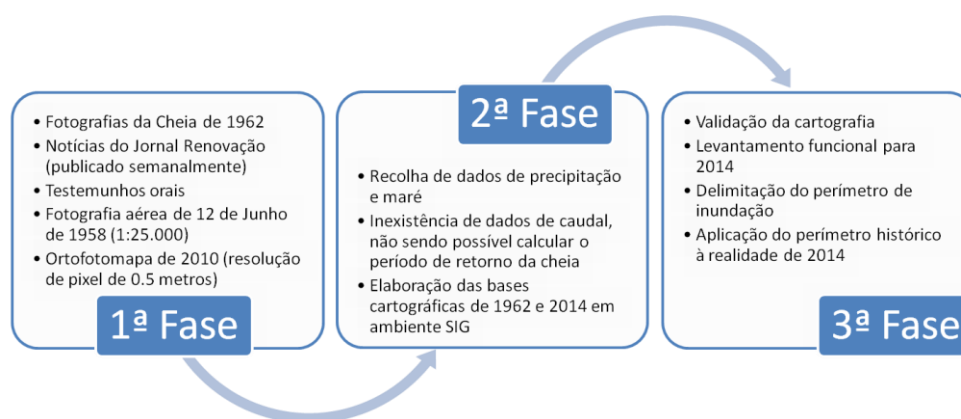 • Fotografias da Cheia de 1962
• Notícias do Jornal Renovação
(publicado semanalmente)
• Testemunhos orais
• Fotografia aérea de 12 de Junho
de 1958 (1:25.000)
• Ortofotomapa de 2010 (resolução
de pixel de 0.5 metros)
1ª Fase
2ª Fase
• Recolha de dados de precipitação
e maré
• Inexistência de dados de caudal,
não sendo possível calcular o
período de retorno da cheia
• Elaboração das bases
cartográficas de 1962 e 2014 em
ambiente SIG
• Validação da cartografia
• Levantamento funcional para
2014
• Delimitação do perímetro de
inundação
• Aplicação do perímetro histórico
à realidade de 2014
3ª Fase